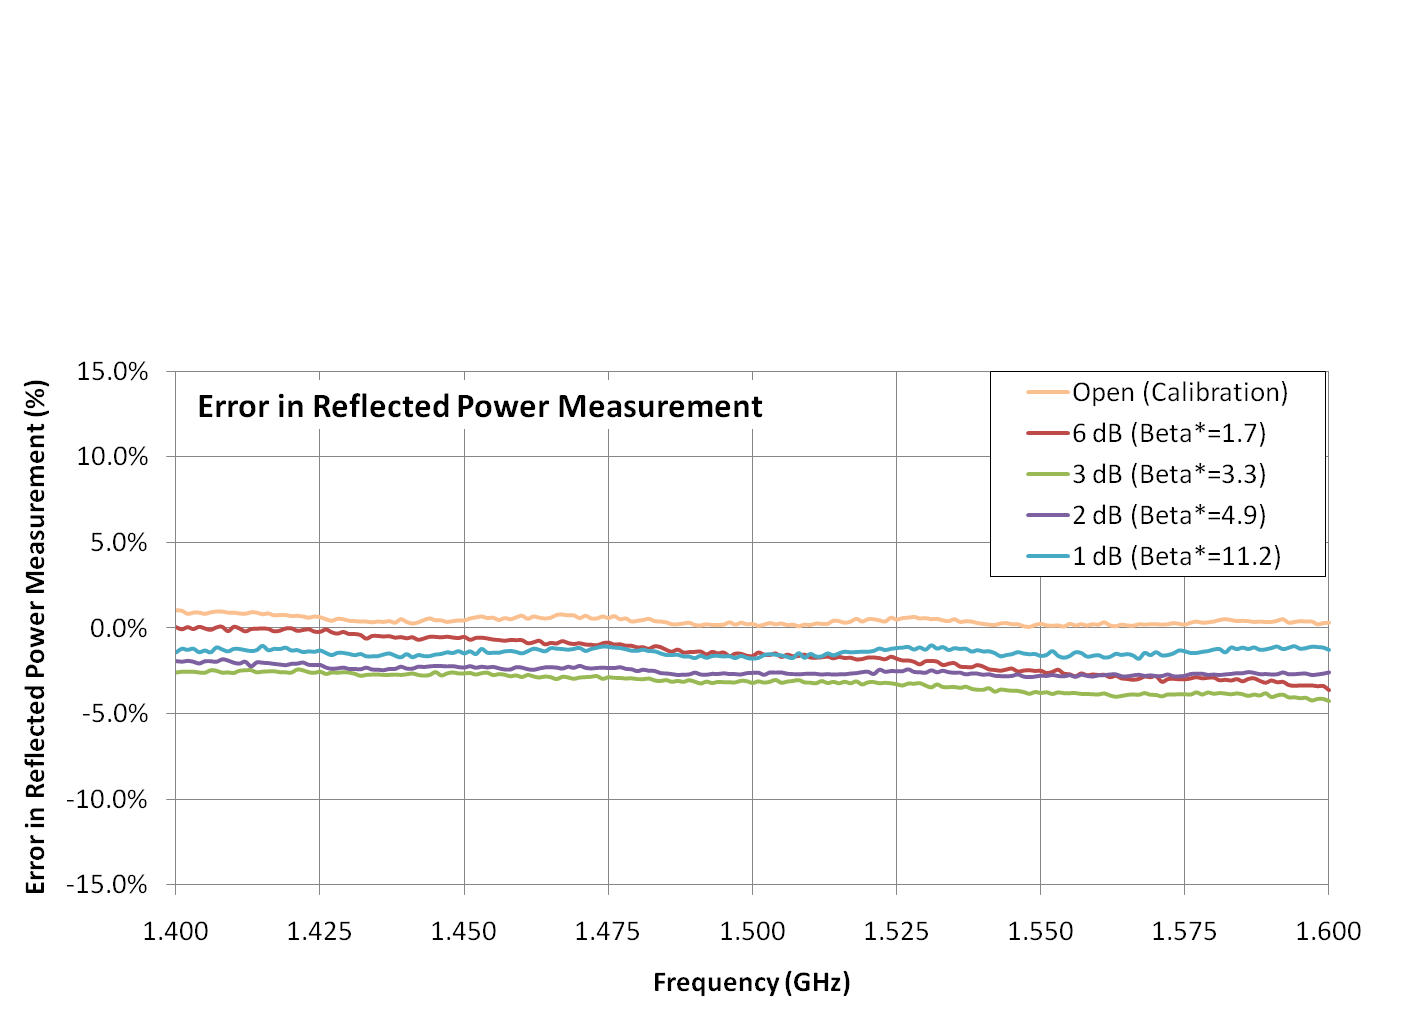 Error in Reflected Power Measurement
Open (Calibration)
6 dB (Beta*=1.7)
3 dB (Beta*=3.3)
2 dB (Beta*=4.9)
1 dB (Beta*=11.2)
Error in Reflected Power Measurement (%)
15.0%
10.0%
5.0%
0.0%
-5.0%
-10.0%
-15.0%
1.400 1.425 1.450 1.475 1.500 1.525 1.550 1.575 1.600
Frequency (GHz)